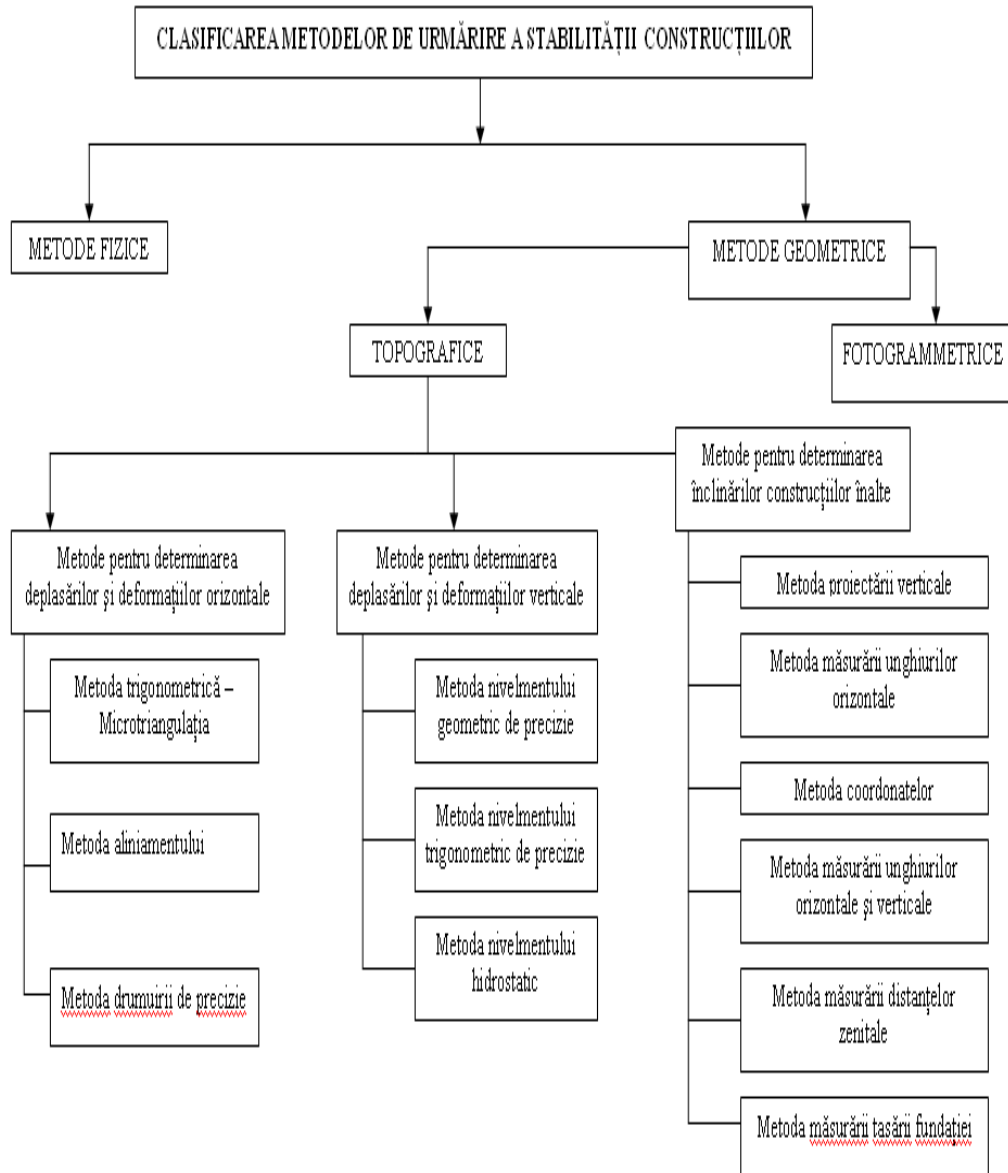 CLASIFICAREA METODELOR DE URMĂRIRE A STABILITĂȚII CONSTRUCȚIILOR
METODE FIZICE
METODE GEOMETRICE
TOPOGRAFICE
FOTOGRAMMETRICE
Metode pentru determinarea
deplasărilor și deformațiilor orizontale
Metoda trigonometrică –
Microtriangulația
Metoda aliniamentului
Metoda drumuirii de precizie
Metode pentru determinarea
deplasărilor și deformațiilor verticale
Metoda nivelmentului
geometric de precizie
Metoda nivelmentului
trigonometric de precizie
Metoda nivelmentului
hidrostatic
Metode pentru determinarea
înclinărilor construcțiilor înalte
Metoda proiectării verticale
Metoda măsurării unghiurilor
orizontale
Metoda coordonatelor
Metoda măsurării unghiurilor
orizontale și verticale
Metoda măsurării distanțelor
zenitale
Metoda măsurării tasării fundației